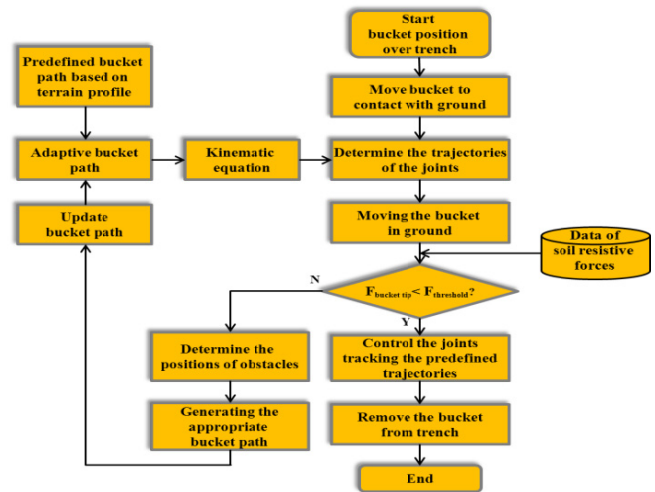 Start
bucket position
over trench
Predefined bucket
path based on
terrain profile
Move bucket to
contact with ground
Adaptive bucket
path
Kinematic
equation
Determine the trajectories
of the joints
Update
bucket path
Moving the bucket
in ground
Data of
soil resistive
forces
N
F bucket tip < F threshold?
Y
Determine the
positions of obstacles
Control the joints
tracking the predefined
trajectories
Generating the
appropriate
bucket path
Remove the bucket
from trench
End